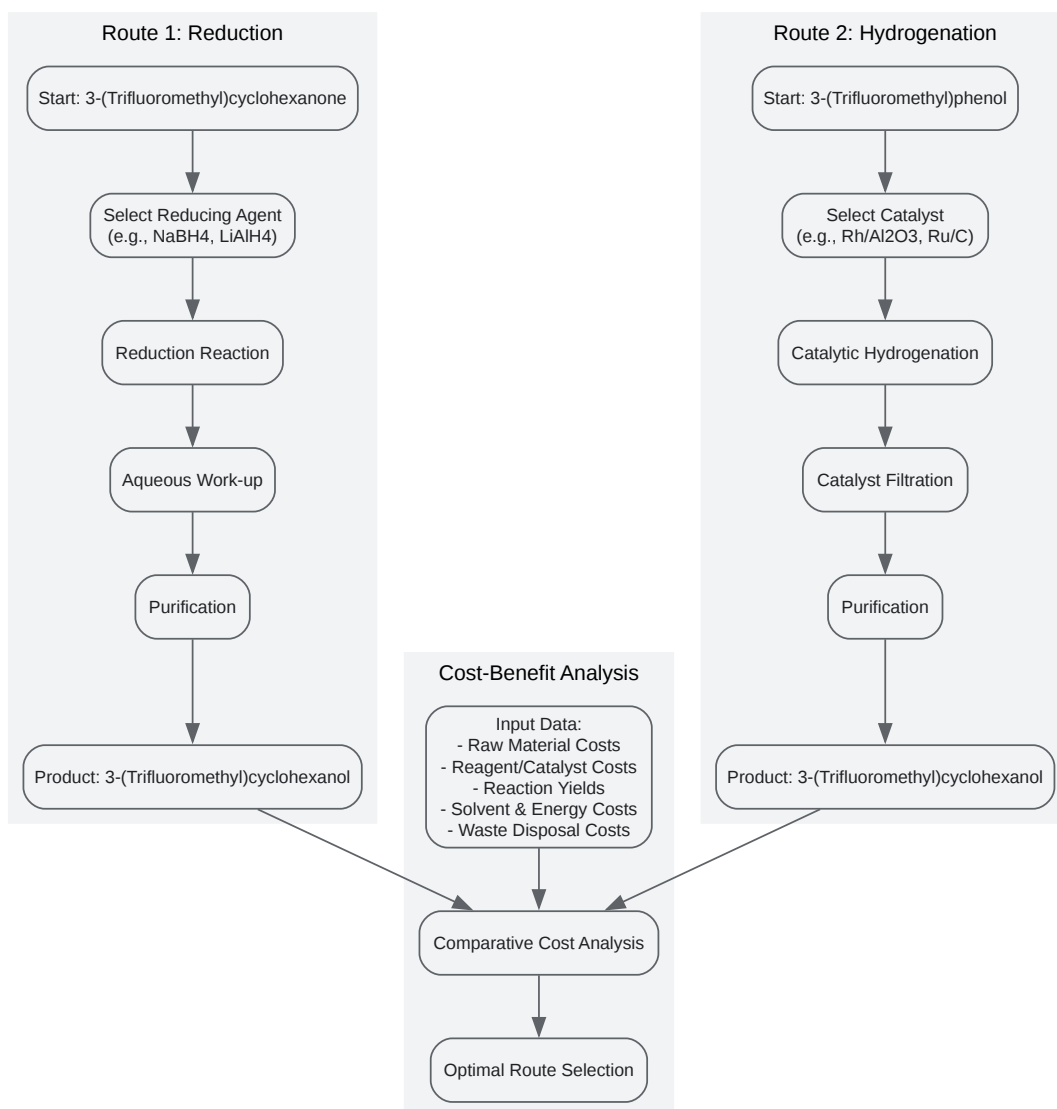 Route 1: Reduction
Start: 3-(Trifluoromethyl)cyclohexanone
Select Reducing Agent
(e.g., NaBH4, LiAlH4)
Reduction Reaction
Aqueous Work-up
Purification
Product: 3-(Trifluoromethyl)cyclohexanol
Route 2: Hydrogenation
Start: 3-(Trifluoromethyl)phenol
Select Catalyst
(e.g., Rh/Al2O3, Ru/C)
Catalytic Hydrogenation
Catalyst Filtration
Purification
Product: 3-(Trifluoromethyl)cyclohexanol
Cost-Benefit Analysis
Input Data:
- Raw Material Costs
- Reagent/Catalyst Costs
- Reaction Yields
- Solvent & Energy Costs
- Waste Disposal Costs
Comparative Cost Analysis
Optimal Route Selection